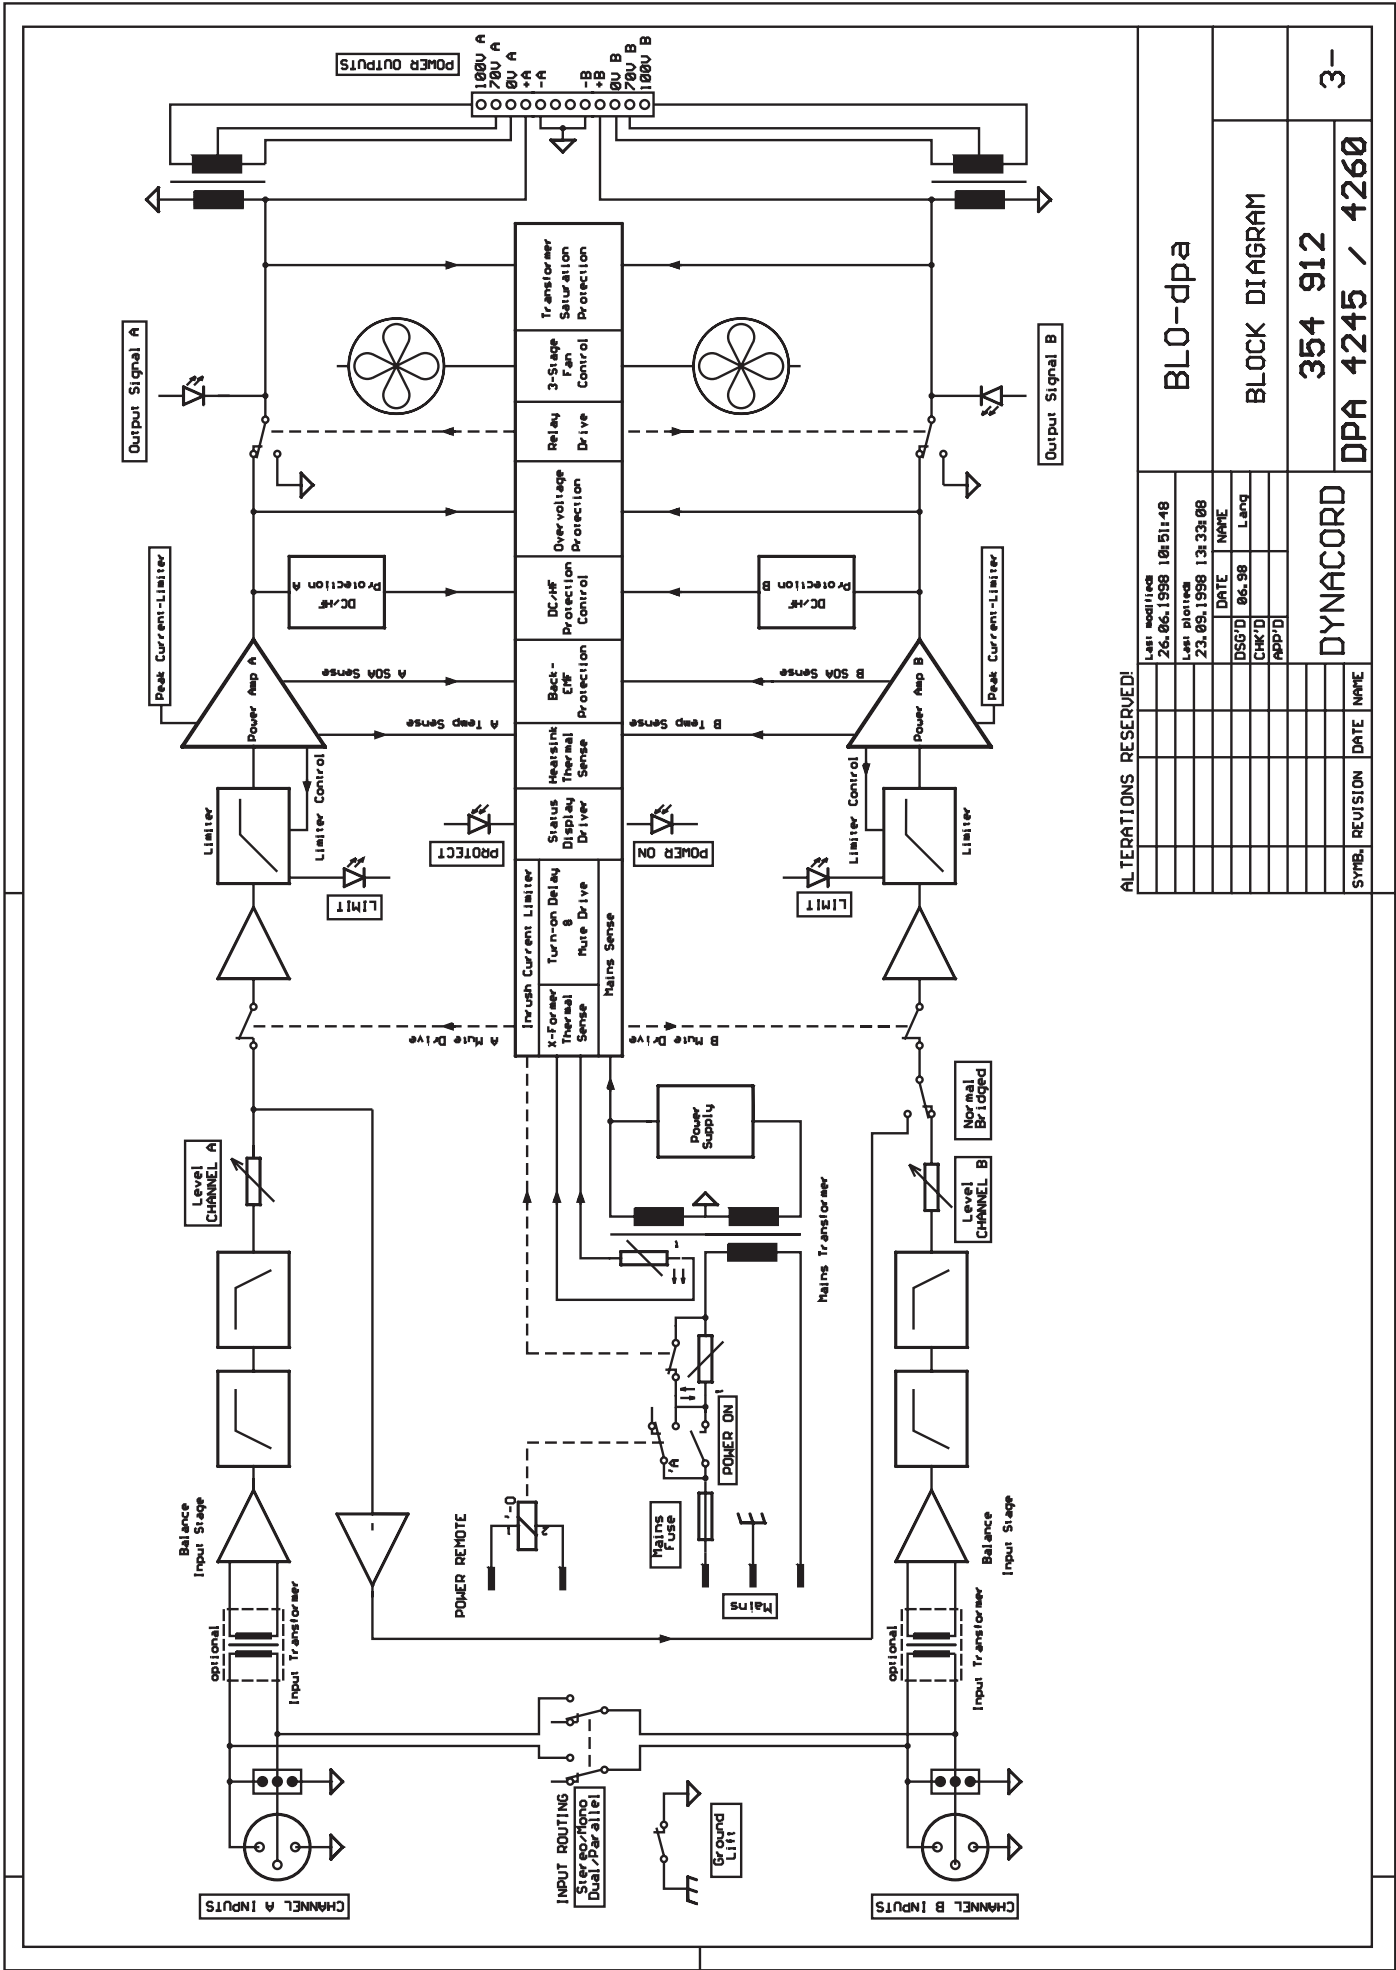 POWER OUTPUTS
100V A
70V A
0V A
+A
-A
-B
+B
0V B
70V B
100V B
Output Signal A
Output Signal B
Transformer
Saturation
Protection
3-Stage
Fan
Control
Relay
Drive
Overvoltage
Protection
DC/HF
Protection
Control
Back-
EMF
Protection
Heatsink
Thermal
Sense
Status
Display
Driver
Inrush Current Limiter
Turn-on Delay
&
Mute Drive
X-Former
Thermal
Sense
Mains Sense
Peak Current-Limiter
DC/HF
Protection A
Power Amp A
A SOA Sense
A Temp Sense
Limiter
Limiter Control
LIMIT
PROTECT
A Mute Drive
Peak Current-Limiter
DC/HF
Protection B
Power Amp B
B SOA Sense
B Temp Sense
Limiter
Limiter Control
LIMIT
POWER ON
B Mute Drive
Level
CHANNEL A
Power
Supply
Mains Transformer
Normal
Bridged
Level
CHANNEL B
POWER ON
POWER REMOTE
Mains
Fuse
Mains
Balance
Input Stage
optional
Input Transformer
Balance
Input Stage
optional
Input Transformer
INPUT ROUTING
Stereo/Mono
Dual/Parallel
Ground
Lift
CHANNEL A INPUTS
CHANNEL B INPUTS
ALTERATIONS RESERVED!
SYMB.
REVISION
DATE
NAME
Last modified:
26.06.1998 10:51:48
Last plotted:
23.09.1998 13:33:08
DATE
NAME
DSG'D
06.98
Lang
CHK'D
APP'D
DYNACORD
BLO-dpa
BLOCK DIAGRAM
354 912
DPA 4245 / 4260
3-